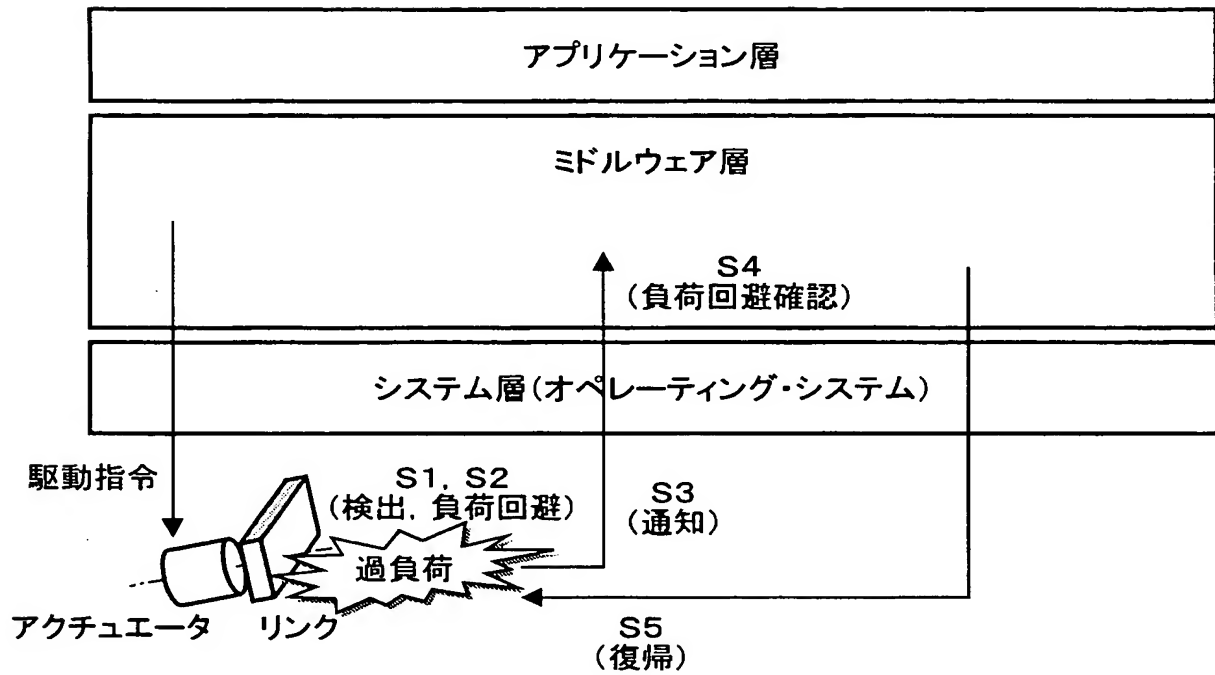 アプリケーション層
ミドルウェア層
S4
(負荷回避確認)
システム層(オペレーティング・システム)
駆動指令
S1, S2
(検出, 負荷回避)
S3
(通知)
過負荷
アクチュエータ
リンク
S5
(復帰)